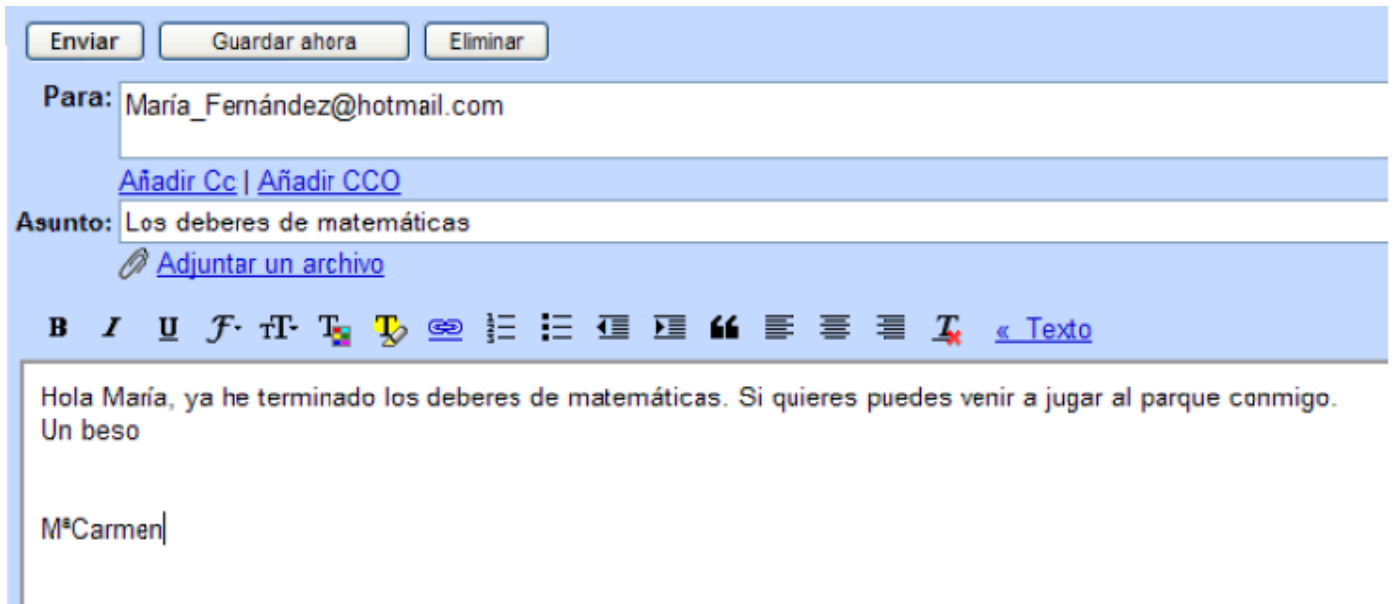 Enviar Guardar ahora Eliminar
Para: María_Fernández@hotmail.com
Añadir Cc | Añadir CCO
Asunto: Los deberes de matemáticas
Adjuntar un archivo
B I U F TT T T « Texto
Hola María, ya he terminado los deberes de matemáticas. Si quieres puedes venir a jugar al parque conmigo.
Un beso
MªCarmen